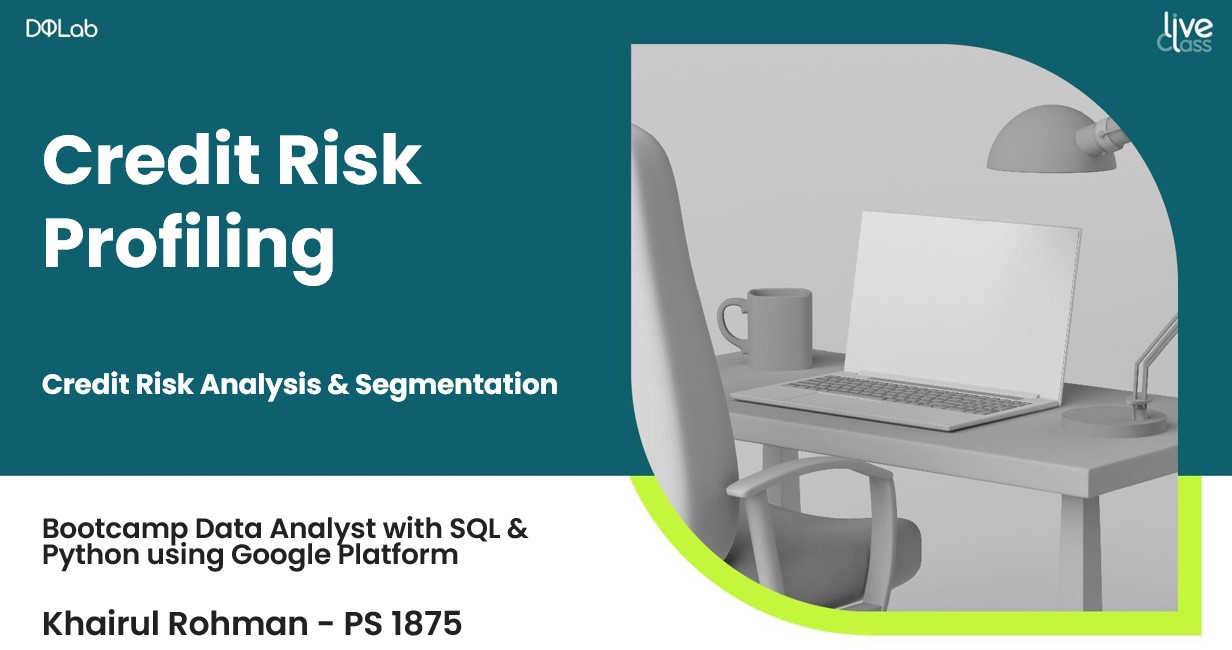 DQLab
live
class
Credit Risk
Profiling
Credit Risk Analysis & Segmentation
Bootcamp Data Analyst with SQL &
Python using Google Platform
Khairul Rohman - PS 1875